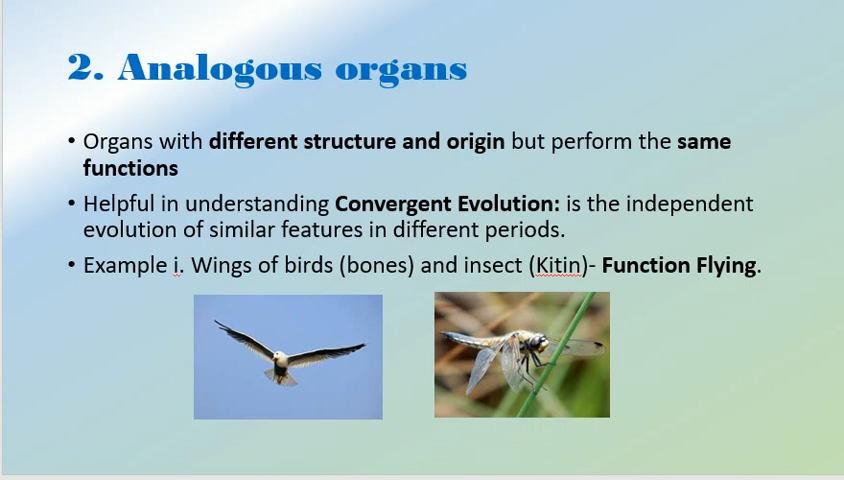 2. Analogous organs
• Organs with different structure and origin but perform the same
functions
• Helpful in understanding Convergent Evolution: is the independent
evolution of similar features in different periods.
• Example i. Wings of birds (bones) and insect (Kitin)- Function Flying.